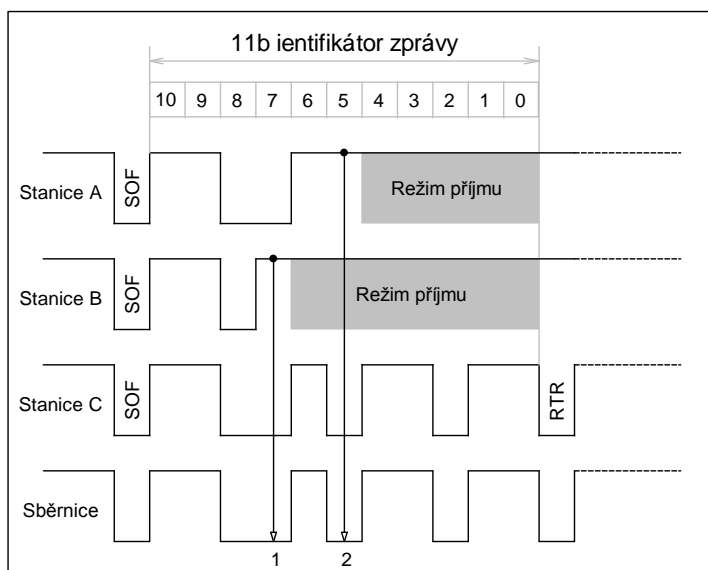 11b ientifikátor zprávy
10 9 8 7 6 5 4 3 2 1 0
Stanice A
SOF
Režim příjmu
Stanice B
SOF
Režim příjmu
Stanice C
SOF
RTR
Sběrnice
1 2